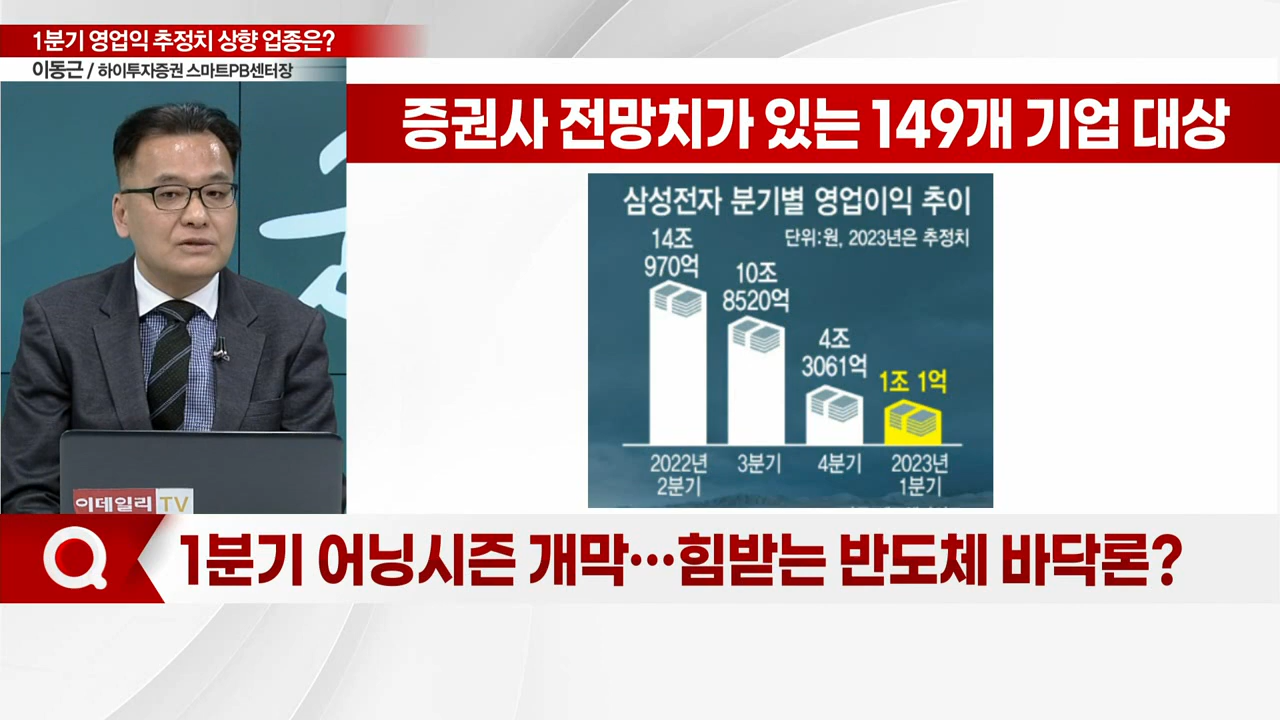 1분기 영업익 추정치 상향 업종은?
이동근 / 하이투자증권 스마트PB센터장
증권사 전망치가 있는 149개 기업 대상
삼성전자 분기별 영업이익 추이
단위:원, 2023년은 추정치
14조
970억
10조
8520억
4조
3061억
1조 1억
2022년
2분기
3분기
4분기
2023년
1분기
이데일리TV
Q 1분기 어닝시즌 개막…힘받는 반도체 바닥론?